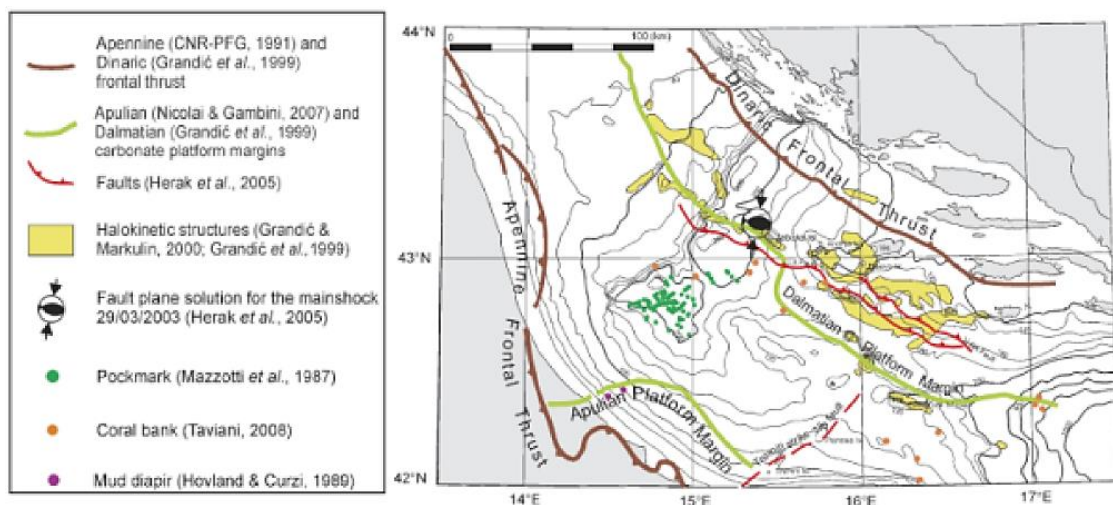 Apennine (CNR-PFG, 1991) and
Dinaric (Grandić et al., 1999)
frontal thrust
Apulian (Nicolai & Gambini, 2007) and
Dalmatian (Grandić et al., 1999)
carbonate platform margins
Faults (Herak et al., 2005)
Halokinetic structures (Grandić
& Markulin, 2000; Grandić et al., 1999)
Fault plane solution for the mainshock
29/03/2003 (Herak et al., 2005)
Pockmark (Mazzotti et al., 1987)
Coral bank (Taviani, 2008)
Mud diapir (Hovland & Curzi, 1989)
44°N
43°N
42°N
0
100 (km)
Dinaric Frontal Thrust
Apennine Frontal Thrust
Dalmatian Platform Margin
Apulian Platform Margin
14°E
15°E
16°E
17°E